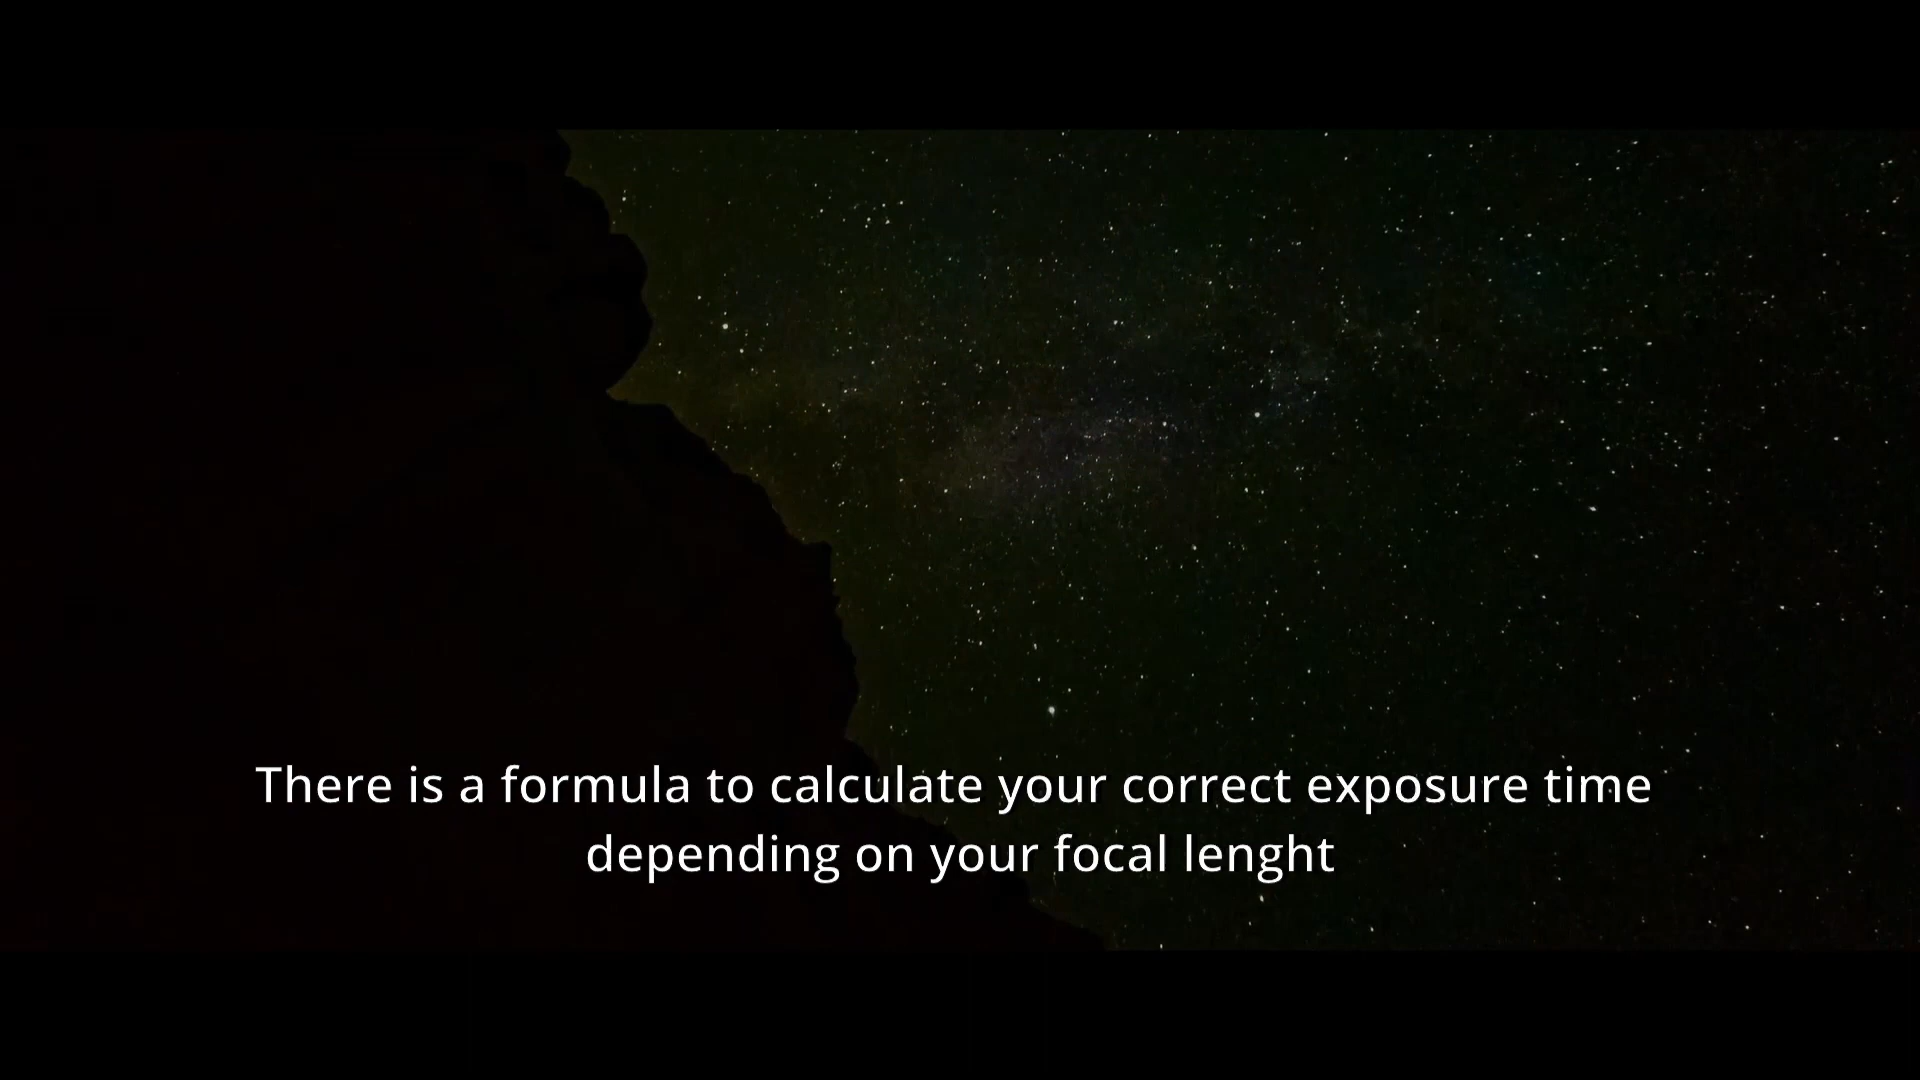 There is a formula to calculate your correct exposure time
depending on your focal lenght